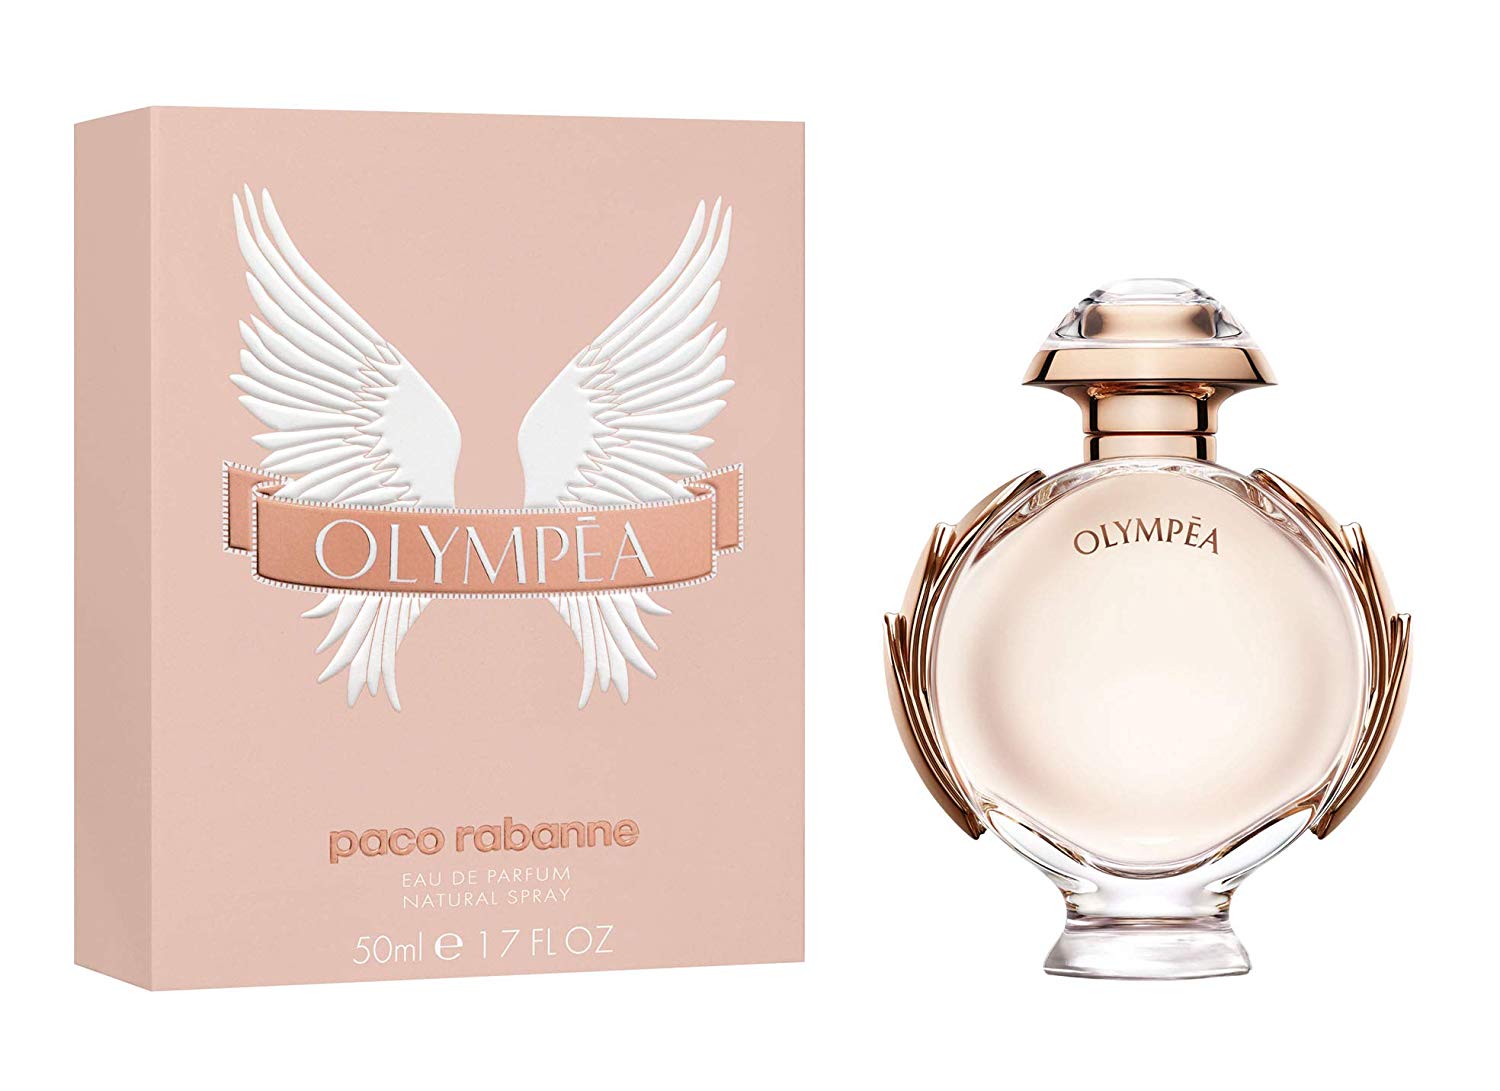 OLYMPĒA
paco rabanne
EAU DE PARFUM
NATURAL SPRAY
50ml e 1 7 FL OZ
OLYMPĒA